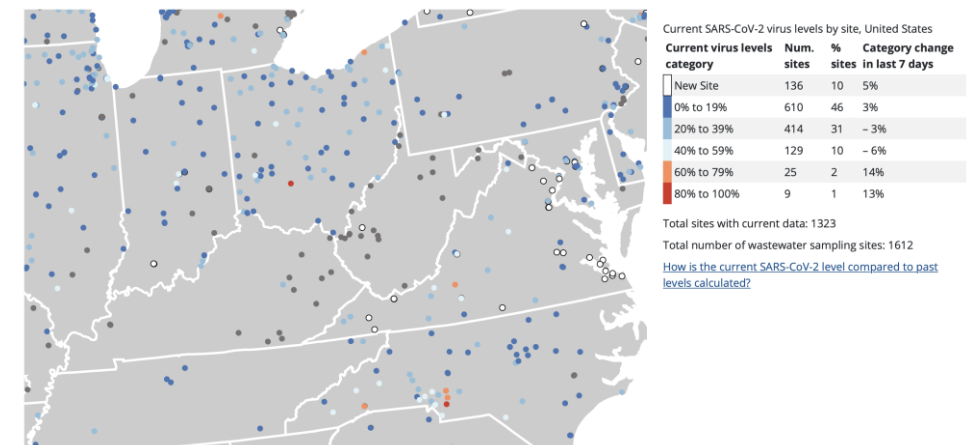 Current SARS-CoV-2 virus levels by site, United States
Current virus levels category Num. sites % sites Category change in last 7 days
New Site 136 10 5%
0% to 19% 610 46 3%
20% to 39% 414 31 – 3%
40% to 59% 129 10 – 6%
60% to 79% 25 2 14%
80% to 100% 9 1 13%
Total sites with current data: 1323
Total number of wastewater sampling sites: 1612
How is the current SARS-CoV-2 level compared to past
levels calculated?